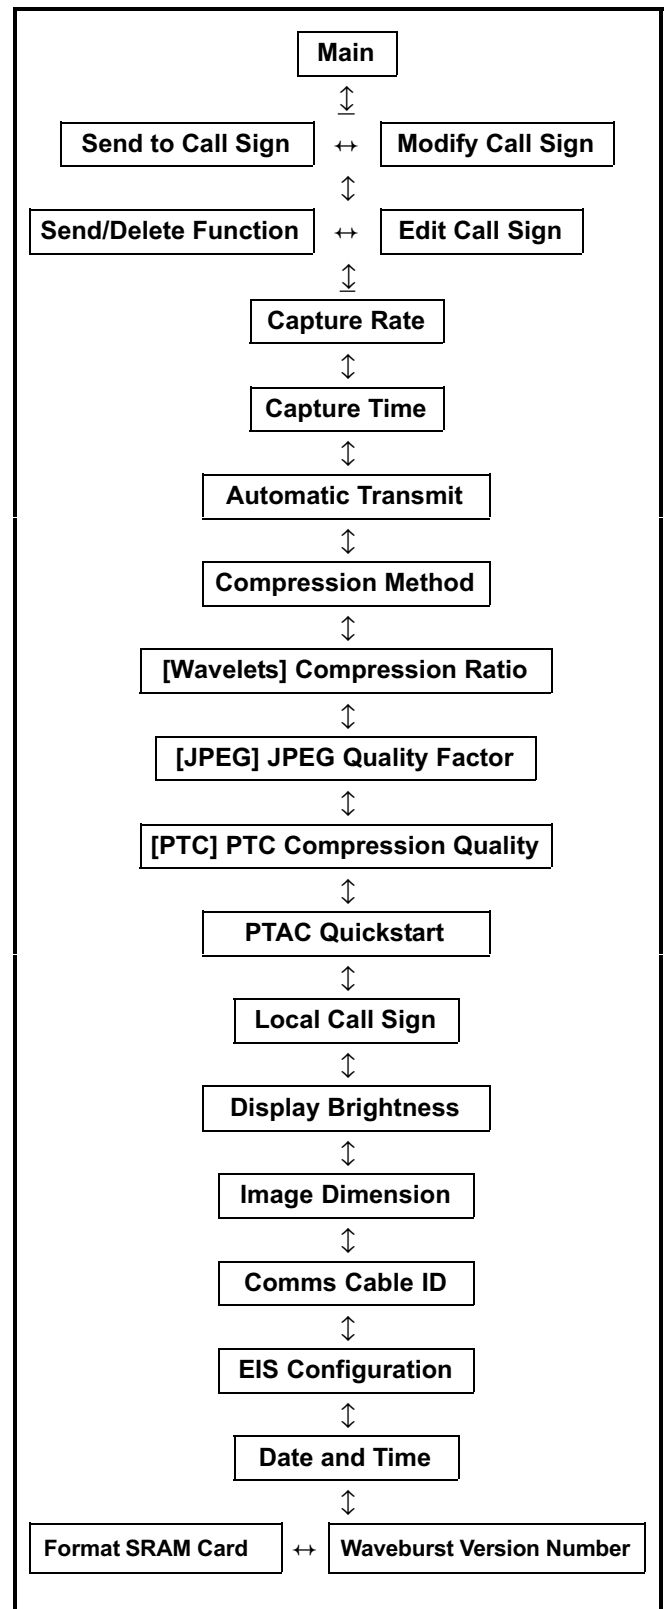 Main
↕
Send to Call Sign ↔ Modify Call Sign
↕
Send/Delete Function ↔ Edit Call Sign
↕
Capture Rate
↕
Capture Time
↕
Automatic Transmit
↕
Compression Method
↕
[Wavelets] Compression Ratio
↕
[JPEG] JPEG Quality Factor
↕
[PTC] PTC Compression Quality
↕
PTAC Quickstart
↕
Local Call Sign
↕
Display Brightness
↕
Image Dimension
↕
Comms Cable ID
↕
EIS Configuration
↕
Date and Time
↕
Format SRAM Card ↔ Waveburst Version Number